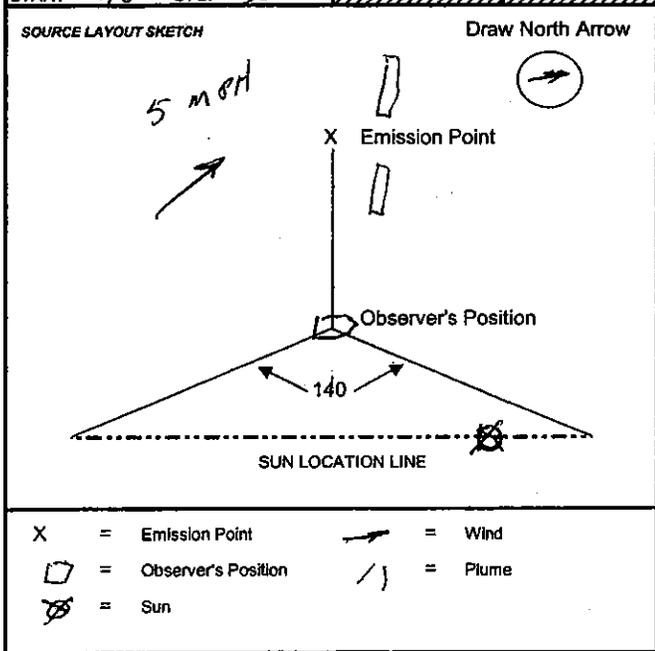 SOURCE LAYOUT SKETCH
Draw North Arrow
5 MPH
X Emission Point
Observer's Position
140
SUN LOCATION LINE
X = Emission Point
= Wind
= Observer's Position
= Plume
= Sun